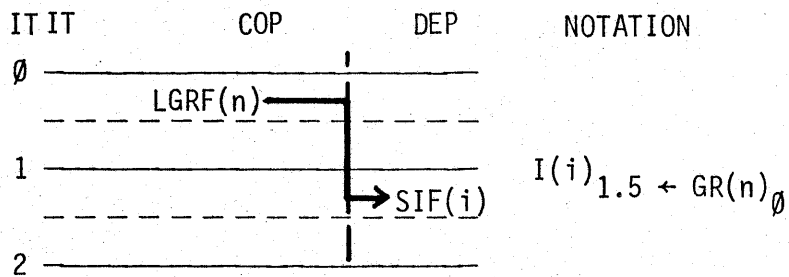 IT IT COP DEP NOTATION
Ø
LGRF(n)
1
SIF(i)
I(i)1.5 ← GR(n)Ø
2